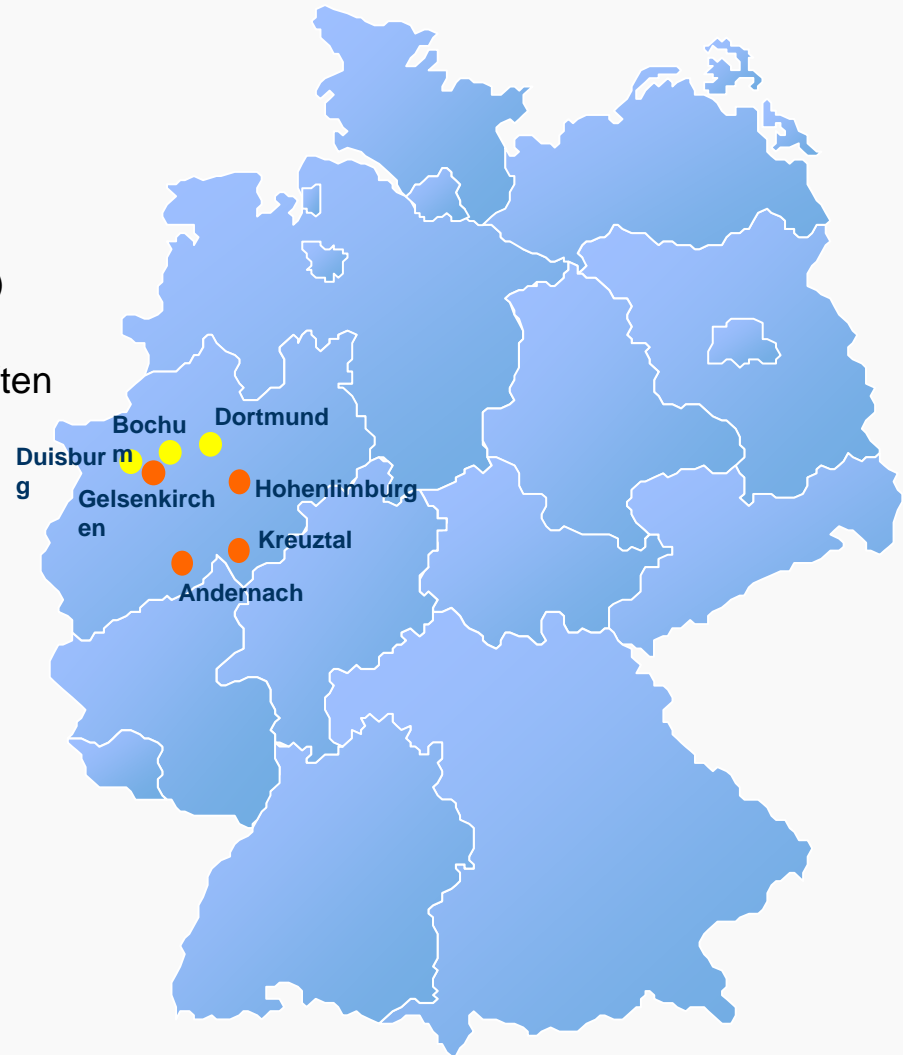 )
ten
Dortmund
Bochu
m
Duisbur
g
Gelsenkirch
en
Hohenlimburg
Kreuztal
Andernach